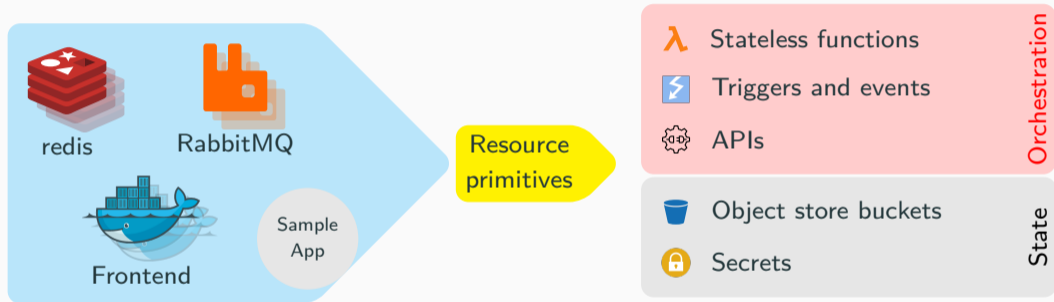 redis
RabbitMQ
Frontend
Sample
App
Resource
primitives
λ Stateless functions
Triggers and events
APIs
Orchestration
Object store buckets
Secrets
State